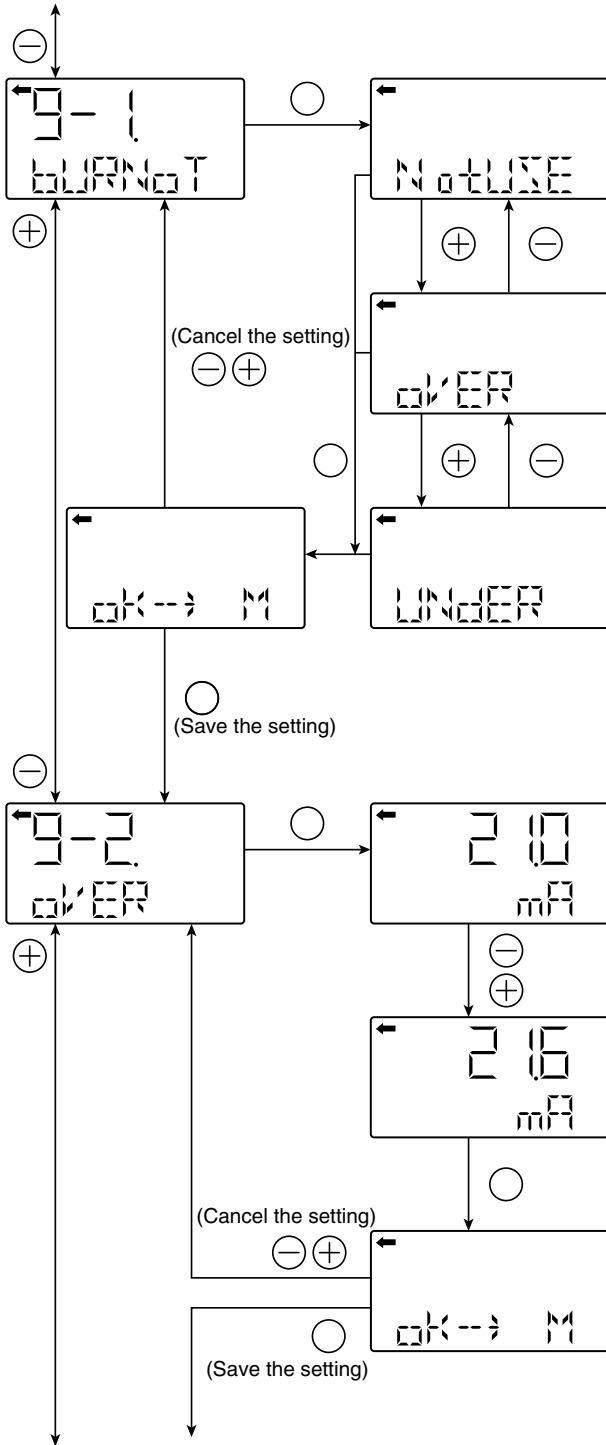 9-1.
bURNoT
NotUSE
(Cancel the setting)
oVER
UNdER
oK--→ M
(Save the setting)
9-2.
oVER
21.0
mA
21.6
mA
(Cancel the setting)
oK--→ M
(Save the setting)